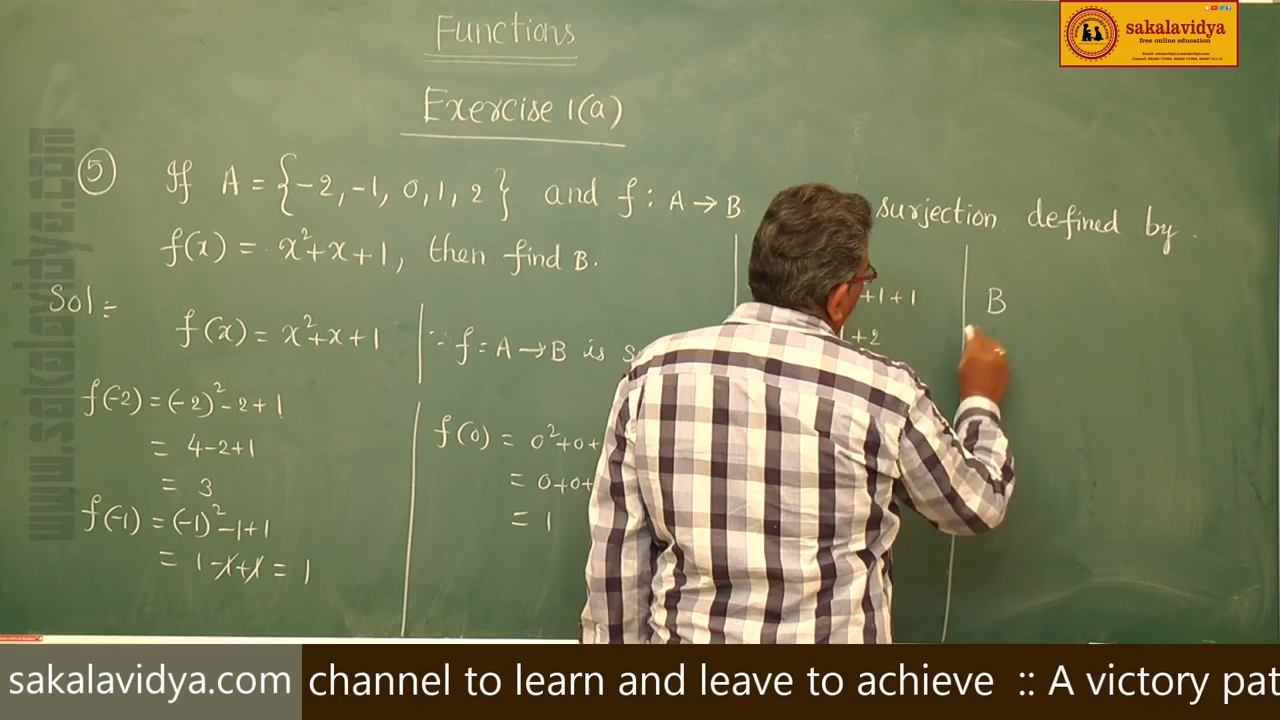 Functions
Exercise 1(a)
5 If A = {-2, -1, 0, 1, 2} and f : A → B surjection defined by
f(x) = x²+x+1, then find B.
Sol:
f(x) = x²+x+1
f(-2) = (-2)²-2+1
= 4-2+1
= 3
f(-1) = (-1)²-1+1
= 1-1+1 = 1
∵ f: A → B is
f(0) = 0²+0+
= 0+0+
= 1
+1+1
+2
B
sakalavidya
free online education
www.sakalavidya.com
sakalavidya.com channel to learn and leave to achieve :: A victory pat